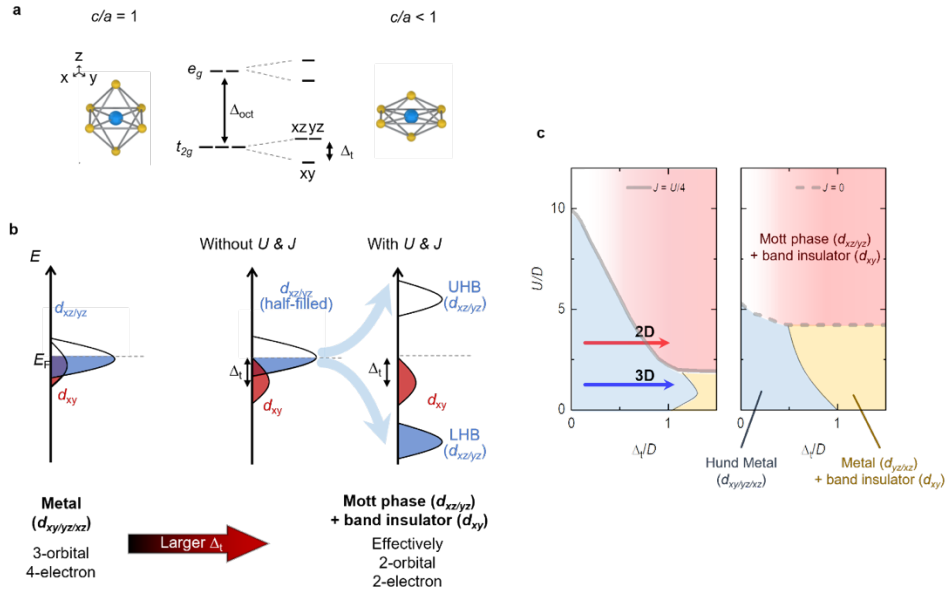 a
c/a = 1
c/a < 1
z
x y
e_g
Δ_oct
t_2g
xz yz
Δ_t
xy
b
Without U & J
With U & J
E
d_xz/yz
E_F
d_xy
d_xz/yz
(half-filled)
Δ_t
d_xy
UHB
(d_xz/yz)
Δ_t
d_xy
LHB
(d_xz/yz)
Metal
(d_xy/yz/xz)
3-orbital
4-electron
Larger Δ_t
Mott phase (d_xz/yz)
+ band insulator (d_xy)
Effectively
2-orbital
2-electron
c
J = U/4
J = 0
10
5
0
U/D
2D
3D
Mott phase (d_xz/yz)
+ band insulator (d_xy)
0 1
0 1
Δ_t/D
Δ_t/D
Hund Metal
(d_xy/yz/xz)
Metal (d_yz/xz)
+ band insulator (d_xy)